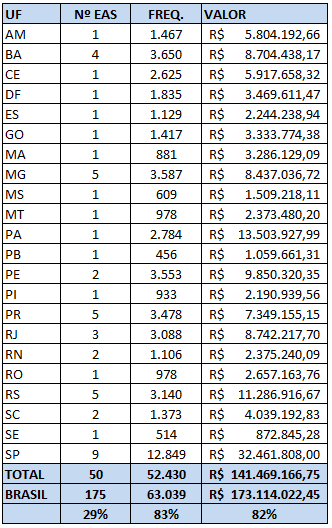 UF Nº EAS FREQ. VALOR
AM 1 1.467 R$ 5.804.192,66
BA 4 3.650 R$ 8.704.438,17
CE 1 2.625 R$ 5.917.658,32
DF 1 1.835 R$ 3.469.611,47
ES 1 1.129 R$ 2.244.238,94
GO 1 1.417 R$ 3.333.774,38
MA 1 881 R$ 3.286.129,09
MG 5 3.587 R$ 8.437.036,72
MS 1 609 R$ 1.509.218,11
MT 1 978 R$ 2.373.480,20
PA 1 2.784 R$ 13.503.927,99
PB 1 456 R$ 1.059.661,31
PE 2 3.553 R$ 9.850.320,35
PI 1 933 R$ 2.190.939,56
PR 5 3.478 R$ 7.349.155,15
RJ 3 3.088 R$ 8.742.217,70
RN 2 1.106 R$ 2.375.240,09
RO 1 978 R$ 2.657.163,76
RS 5 3.140 R$ 11.286.916,67
SC 2 1.373 R$ 4.039.192,83
SE 1 514 R$ 872.845,28
SP 9 12.849 R$ 32.461.808,00
TOTAL 50 52.430 R$ 141.469.166,75
BRASIL 175 63.039 R$ 173.114.022,45
29% 83% 82%